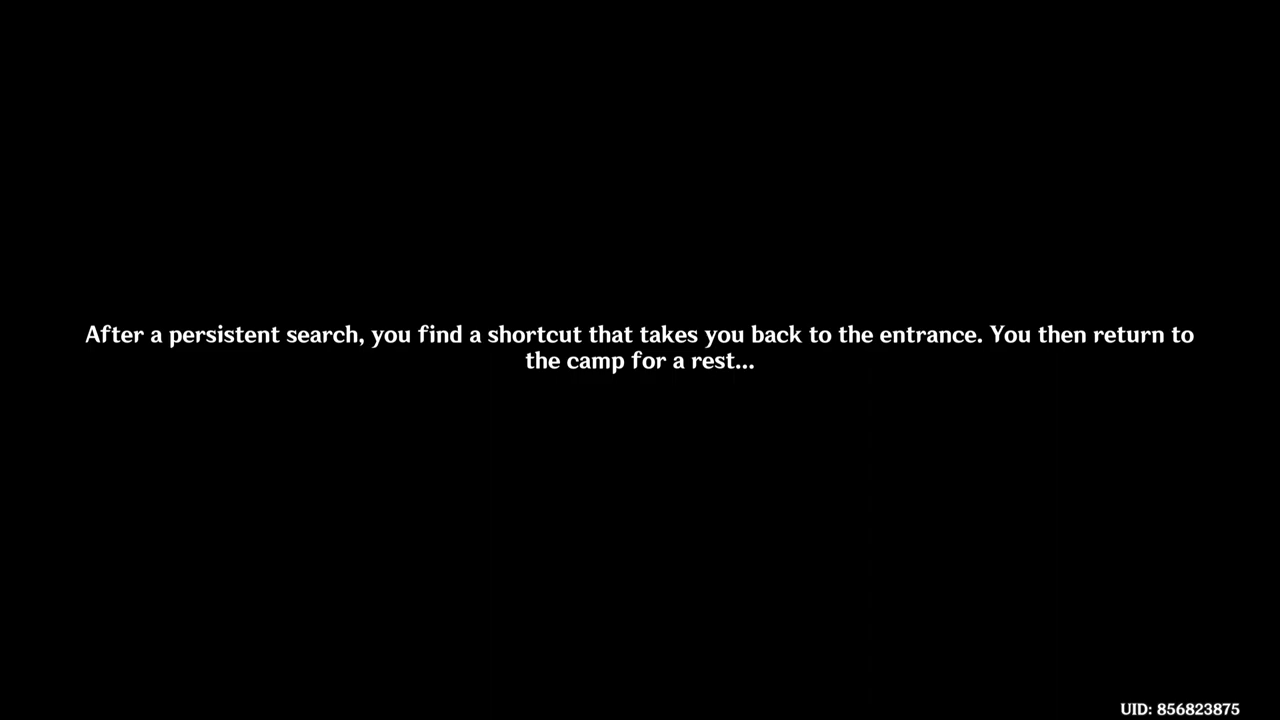 After a persistent search, you find a shortcut that takes you back to the entrance. You then return to
the camp for a rest...
UID: 856823875